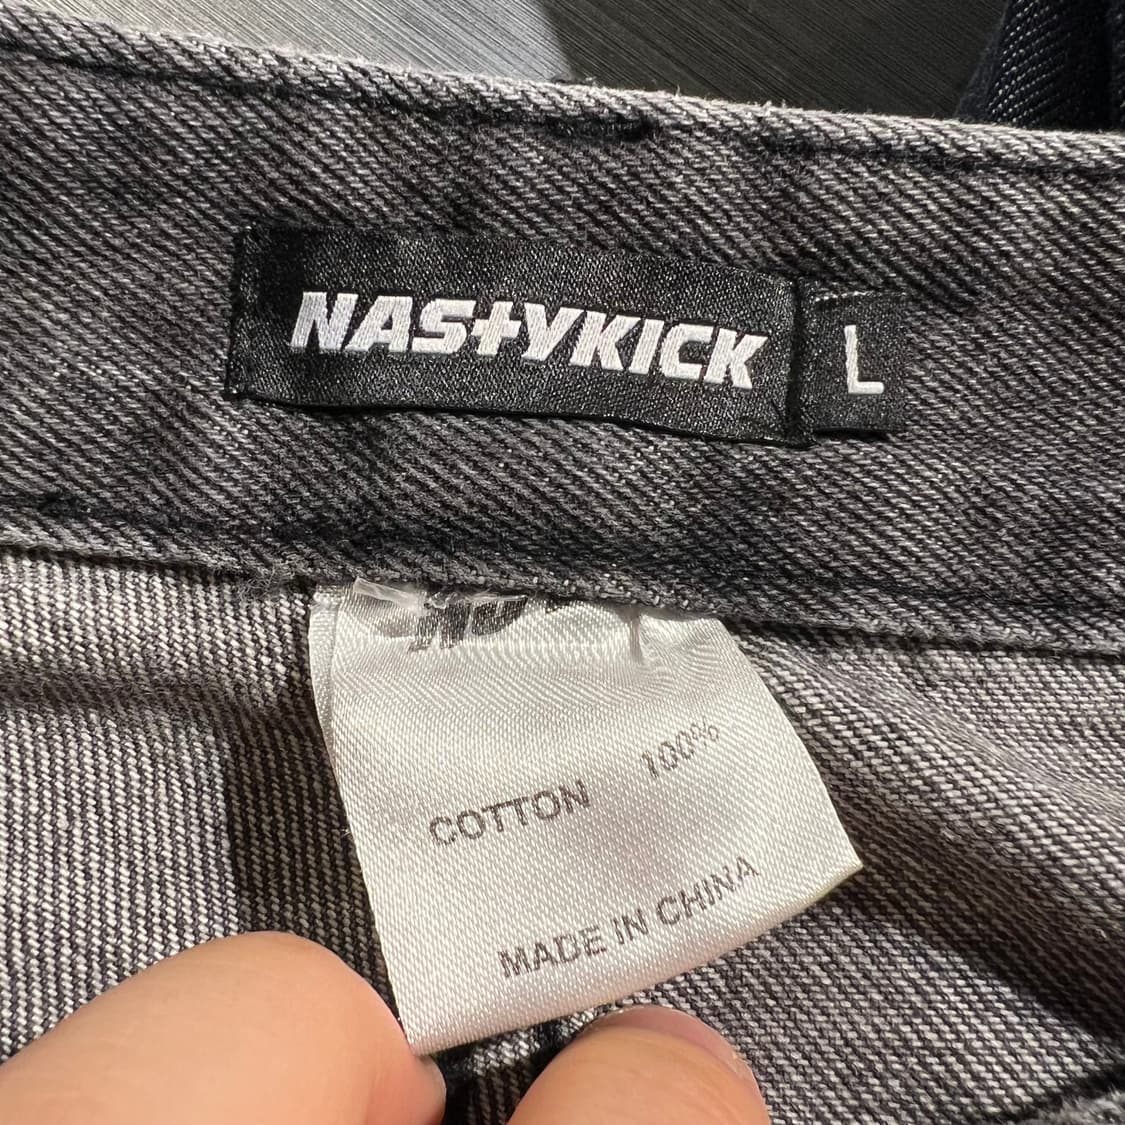 NAStYKICK
L
COTTON 100%
MADE IN CHINA